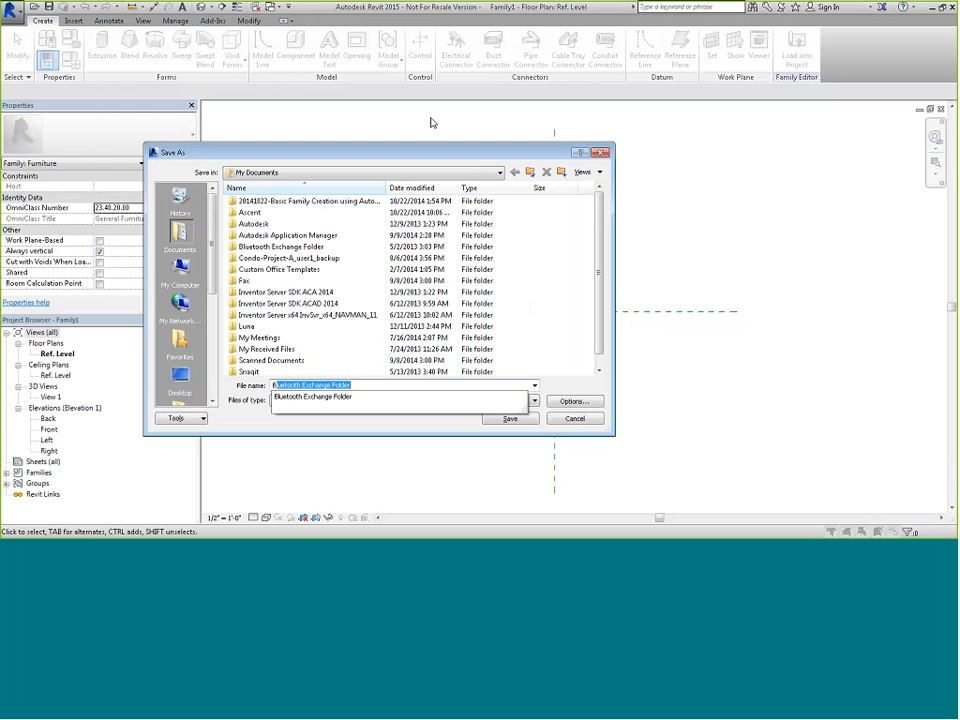 Autodesk Revit 2015 - Not For Resale Version - Family1 - Floor Plan: Ref. Level
Type a keyword or phrase
Sign In
Create Insert Annotate View Manage Add-Ins Modify
Modify Extrusion Blend Revolve Sweep Swept Blend Void Forms Model Line Component Model Text Opening Model Group Control Electrical Connector Duct Connector Pipe Connector Cable Tray Connector Conduit Connector Reference Line Reference Plane Set Show Viewer Load into Project
Select Properties Forms Model Control Connectors Datum Work Plane Family Editor
Properties
Family: Furniture
Constraints
Host
Identity Data
OmniClass Number 23.40.20.00
OmniClass Title General Furnitu
Other
Work Plane-Based
Always vertical
Cut with Voids When Loa...
Shared
Room Calculation Point
Properties help
Project Browser - Family1
Views (all)
Floor Plans
Ref. Level
Ceiling Plans
Ref. Level
3D Views
View 1
Elevations (Elevation 1)
Back
Front
Left
Right
Sheets (all)
Families
Groups
Revit Links
Save As
Save in: My Documents Views
Name Date modified Type Size
History
Documents
My Computer
My Network...
Favorites
Desktop
20141022-Basic Family Creation using Auto... 10/22/2014 1:54 PM File folder
Ascent 10/22/2014 10:06 ... File folder
Autodesk 12/9/2013 1:23 PM File folder
Autodesk Application Manager 9/9/2014 2:28 PM File folder
Bluetooth Exchange Folder 5/2/2013 3:03 PM File folder
Condo-Project-A_user1_backup 8/6/2014 3:56 PM File folder
Custom Office Templates 2/7/2014 1:05 PM File folder
Fax 9/8/2014 3:00 PM File folder
Inventor Server SDK ACA 2014 12/9/2013 1:22 PM File folder
Inventor Server SDK ACAD 2014 6/12/2013 9:59 AM File folder
Inventor Server x64 InvSvr_x64_NAVMAN_11 6/12/2013 10:02 AM File folder
Luna 12/11/2013 2:44 PM File folder
My Meetings 7/16/2014 2:07 PM File folder
My Received Files 7/24/2013 11:26 AM File folder
Scanned Documents 9/8/2014 3:00 PM File folder
Snagit 5/13/2013 3:40 PM File folder
File name: Bluetooth Exchange Folder
Bluetooth Exchange Folder
Files of type:
Options...
Tools Save Cancel
1/2" = 1'-0"
Click to select, TAB for alternates, CTRL adds, SHIFT unselects.
:0